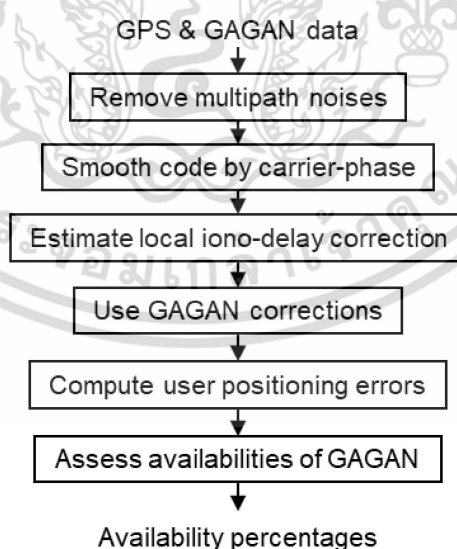 GPS & GAGAN data
Remove multipath noises
Smooth code by carrier-phase
Estimate local iono-delay correction
Use GAGAN corrections
Compute user positioning errors
Assess availabilities of GAGAN
Availability percentages